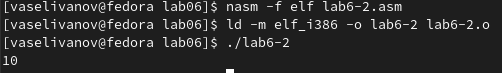 [vaselivanov@fedora lab06]$ nasm -f elf lab6-2.asm
[vaselivanov@fedora lab06]$ ld -m elf_i386 -o lab6-2 lab6-2.o
[vaselivanov@fedora lab06]$ ./lab6-2
10